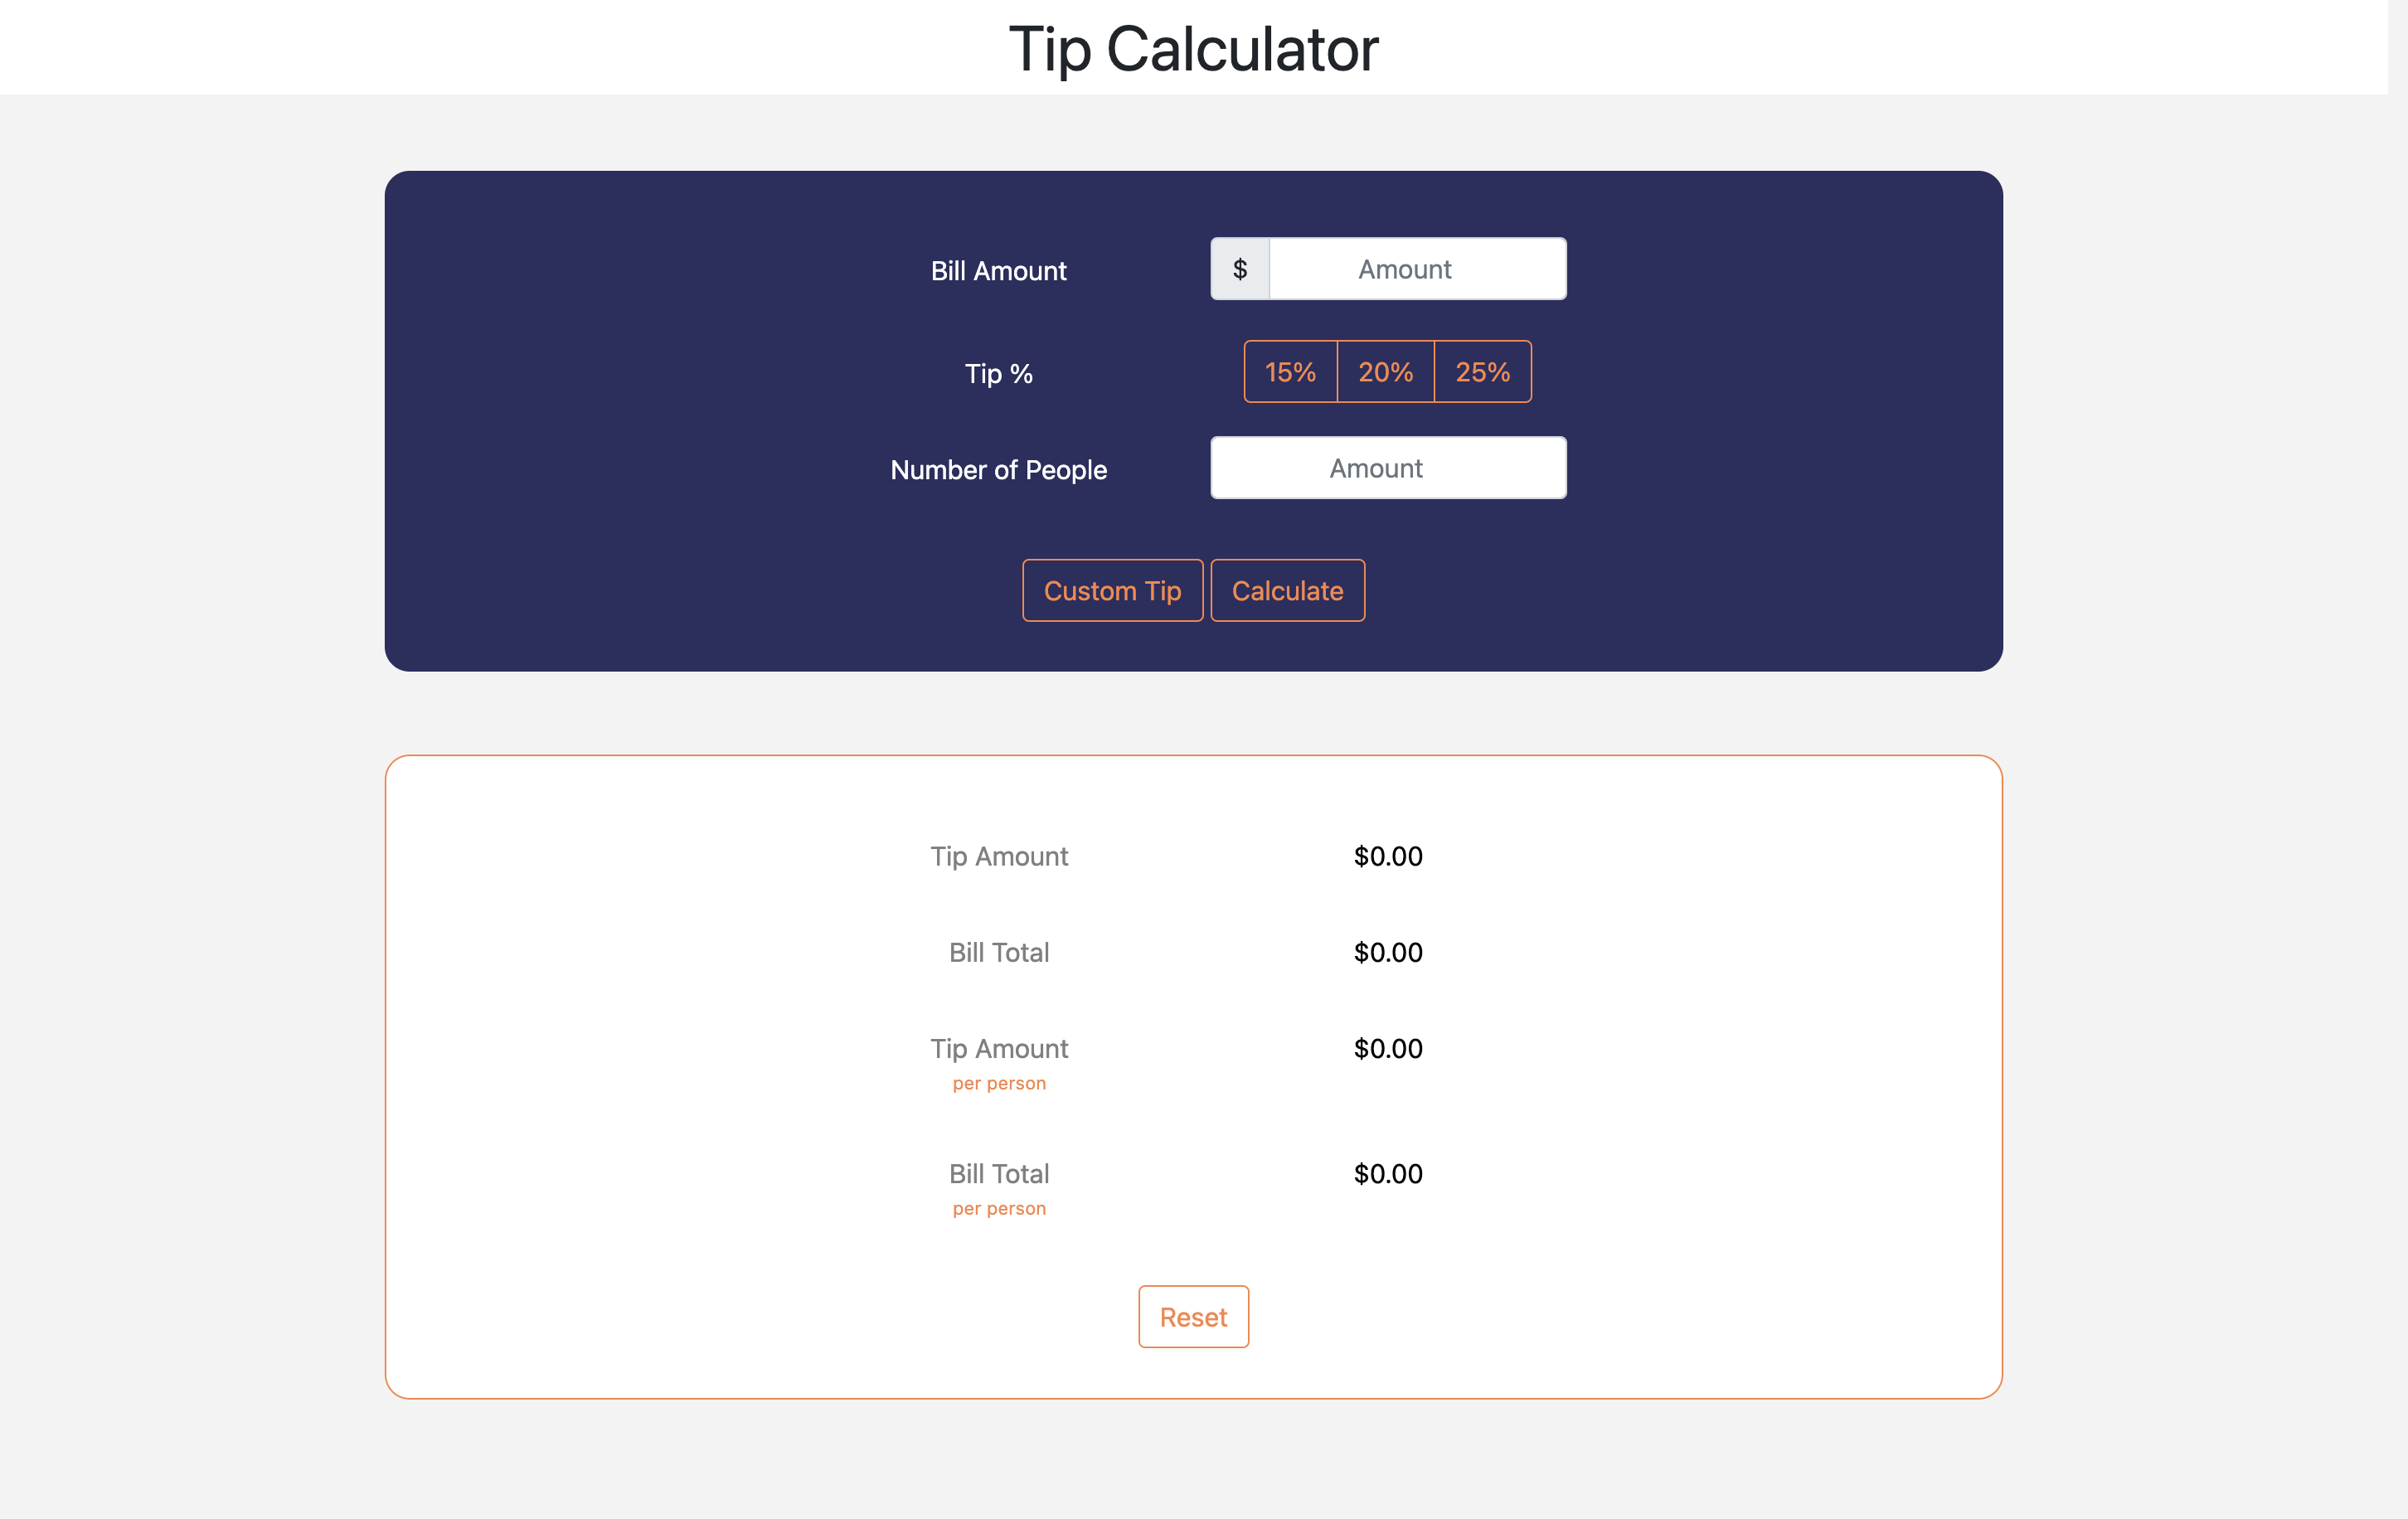 Tip Calculator
Bill Amount $ Amount
Tip % 15% 20% 25%
Number of People Amount
Custom Tip Calculate
Tip Amount $0.00
Bill Total $0.00
Tip Amount $0.00
per person
Bill Total $0.00
per person
Reset